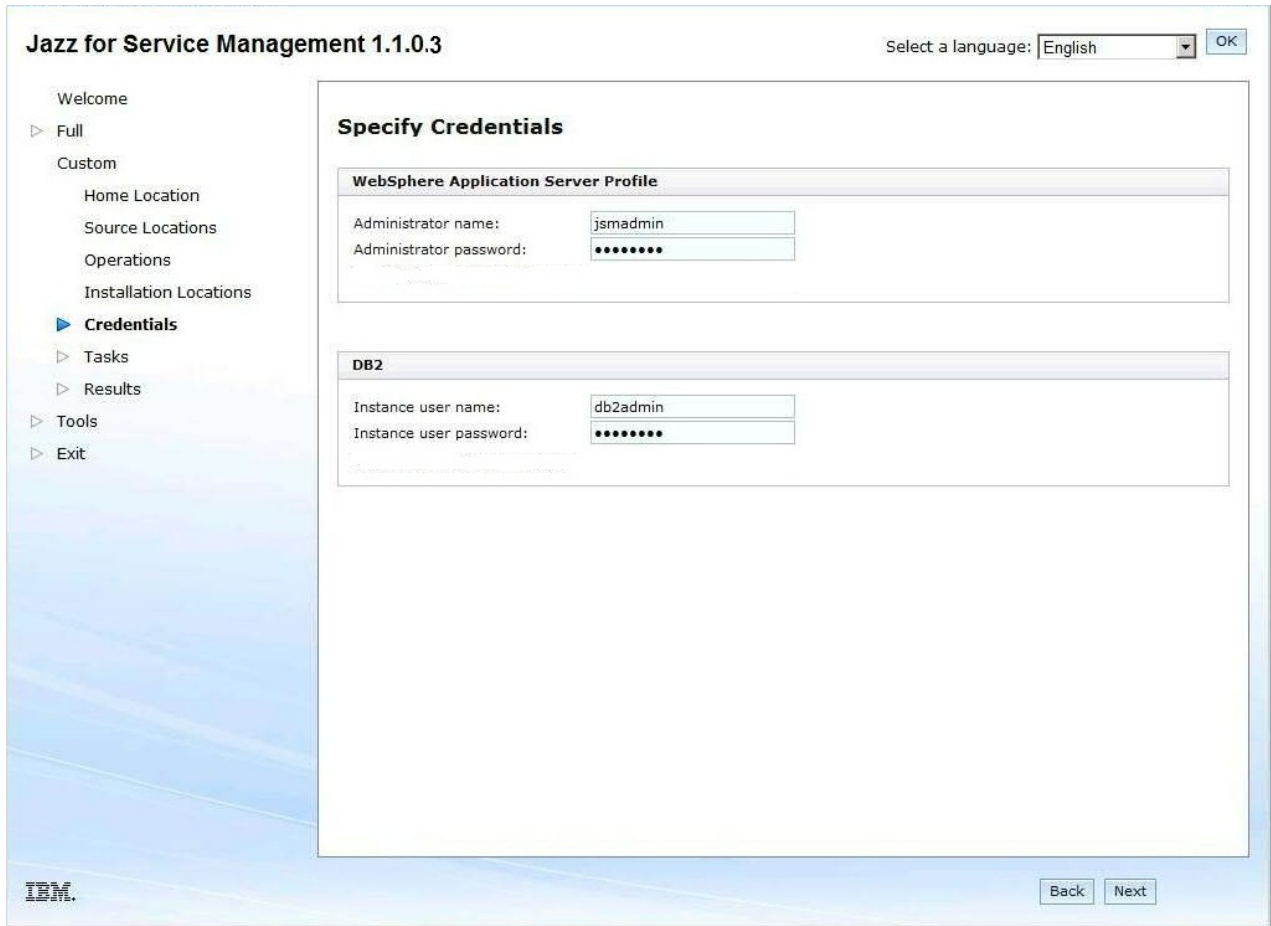 Jazz for Service Management 1.1.0.3
Select a language: English OK
Welcome
Full
Custom
Home Location
Source Locations
Operations
Installation Locations
Credentials
Tasks
Results
Tools
Exit
Specify Credentials
WebSphere Application Server Profile
Administrator name: jsmadmin
Administrator password: ••••••••
DB2
Instance user name: db2admin
Instance user password: ••••••••
IBM.
Back Next